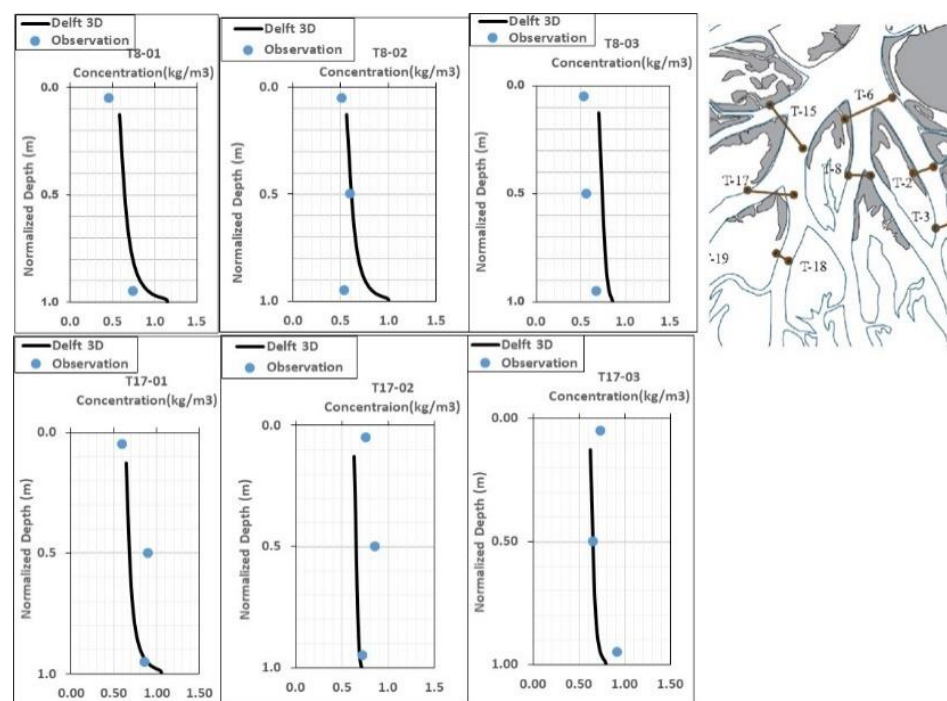 Delft 3D
Observation
T8-01
Concentration(kg/m3)
Normalized Depth (m)
0.0
0.5
1.0
0.0 0.5 1.0 1.5
Delft 3D
Observation
T8-02
Concentration(kg/m3)
Normalized Depth (m)
0.0
0.5
1.0
0.0 0.5 1.0 1.5
Delft 3D
Observation
T8-03
Concentration(kg/m3)
Normalized Depth (m)
0.0
0.5
1.0
0.0 0.5 1.0 1.5
T-15
T-6
T-17
T-8
T-2
T-3
-19
T-18
Delft 3D
Observation
T17-01
Concentration(kg/m3)
Normalized Depth (m)
0.0
0.5
1.0
0.00 0.50 1.00 1.50
Delft 3D
Observation
T17-02
Concentraion(kg/m3)
Normalized Depth (m)
0.0
0.5
1.0
0.0 0.5 1.0 1.5
Delft 3D
Observation
T17-03
Concentration(kg/m3)
Normalized Depth (m)
0.00
0.50
1.00
0.00 0.50 1.00 1.50